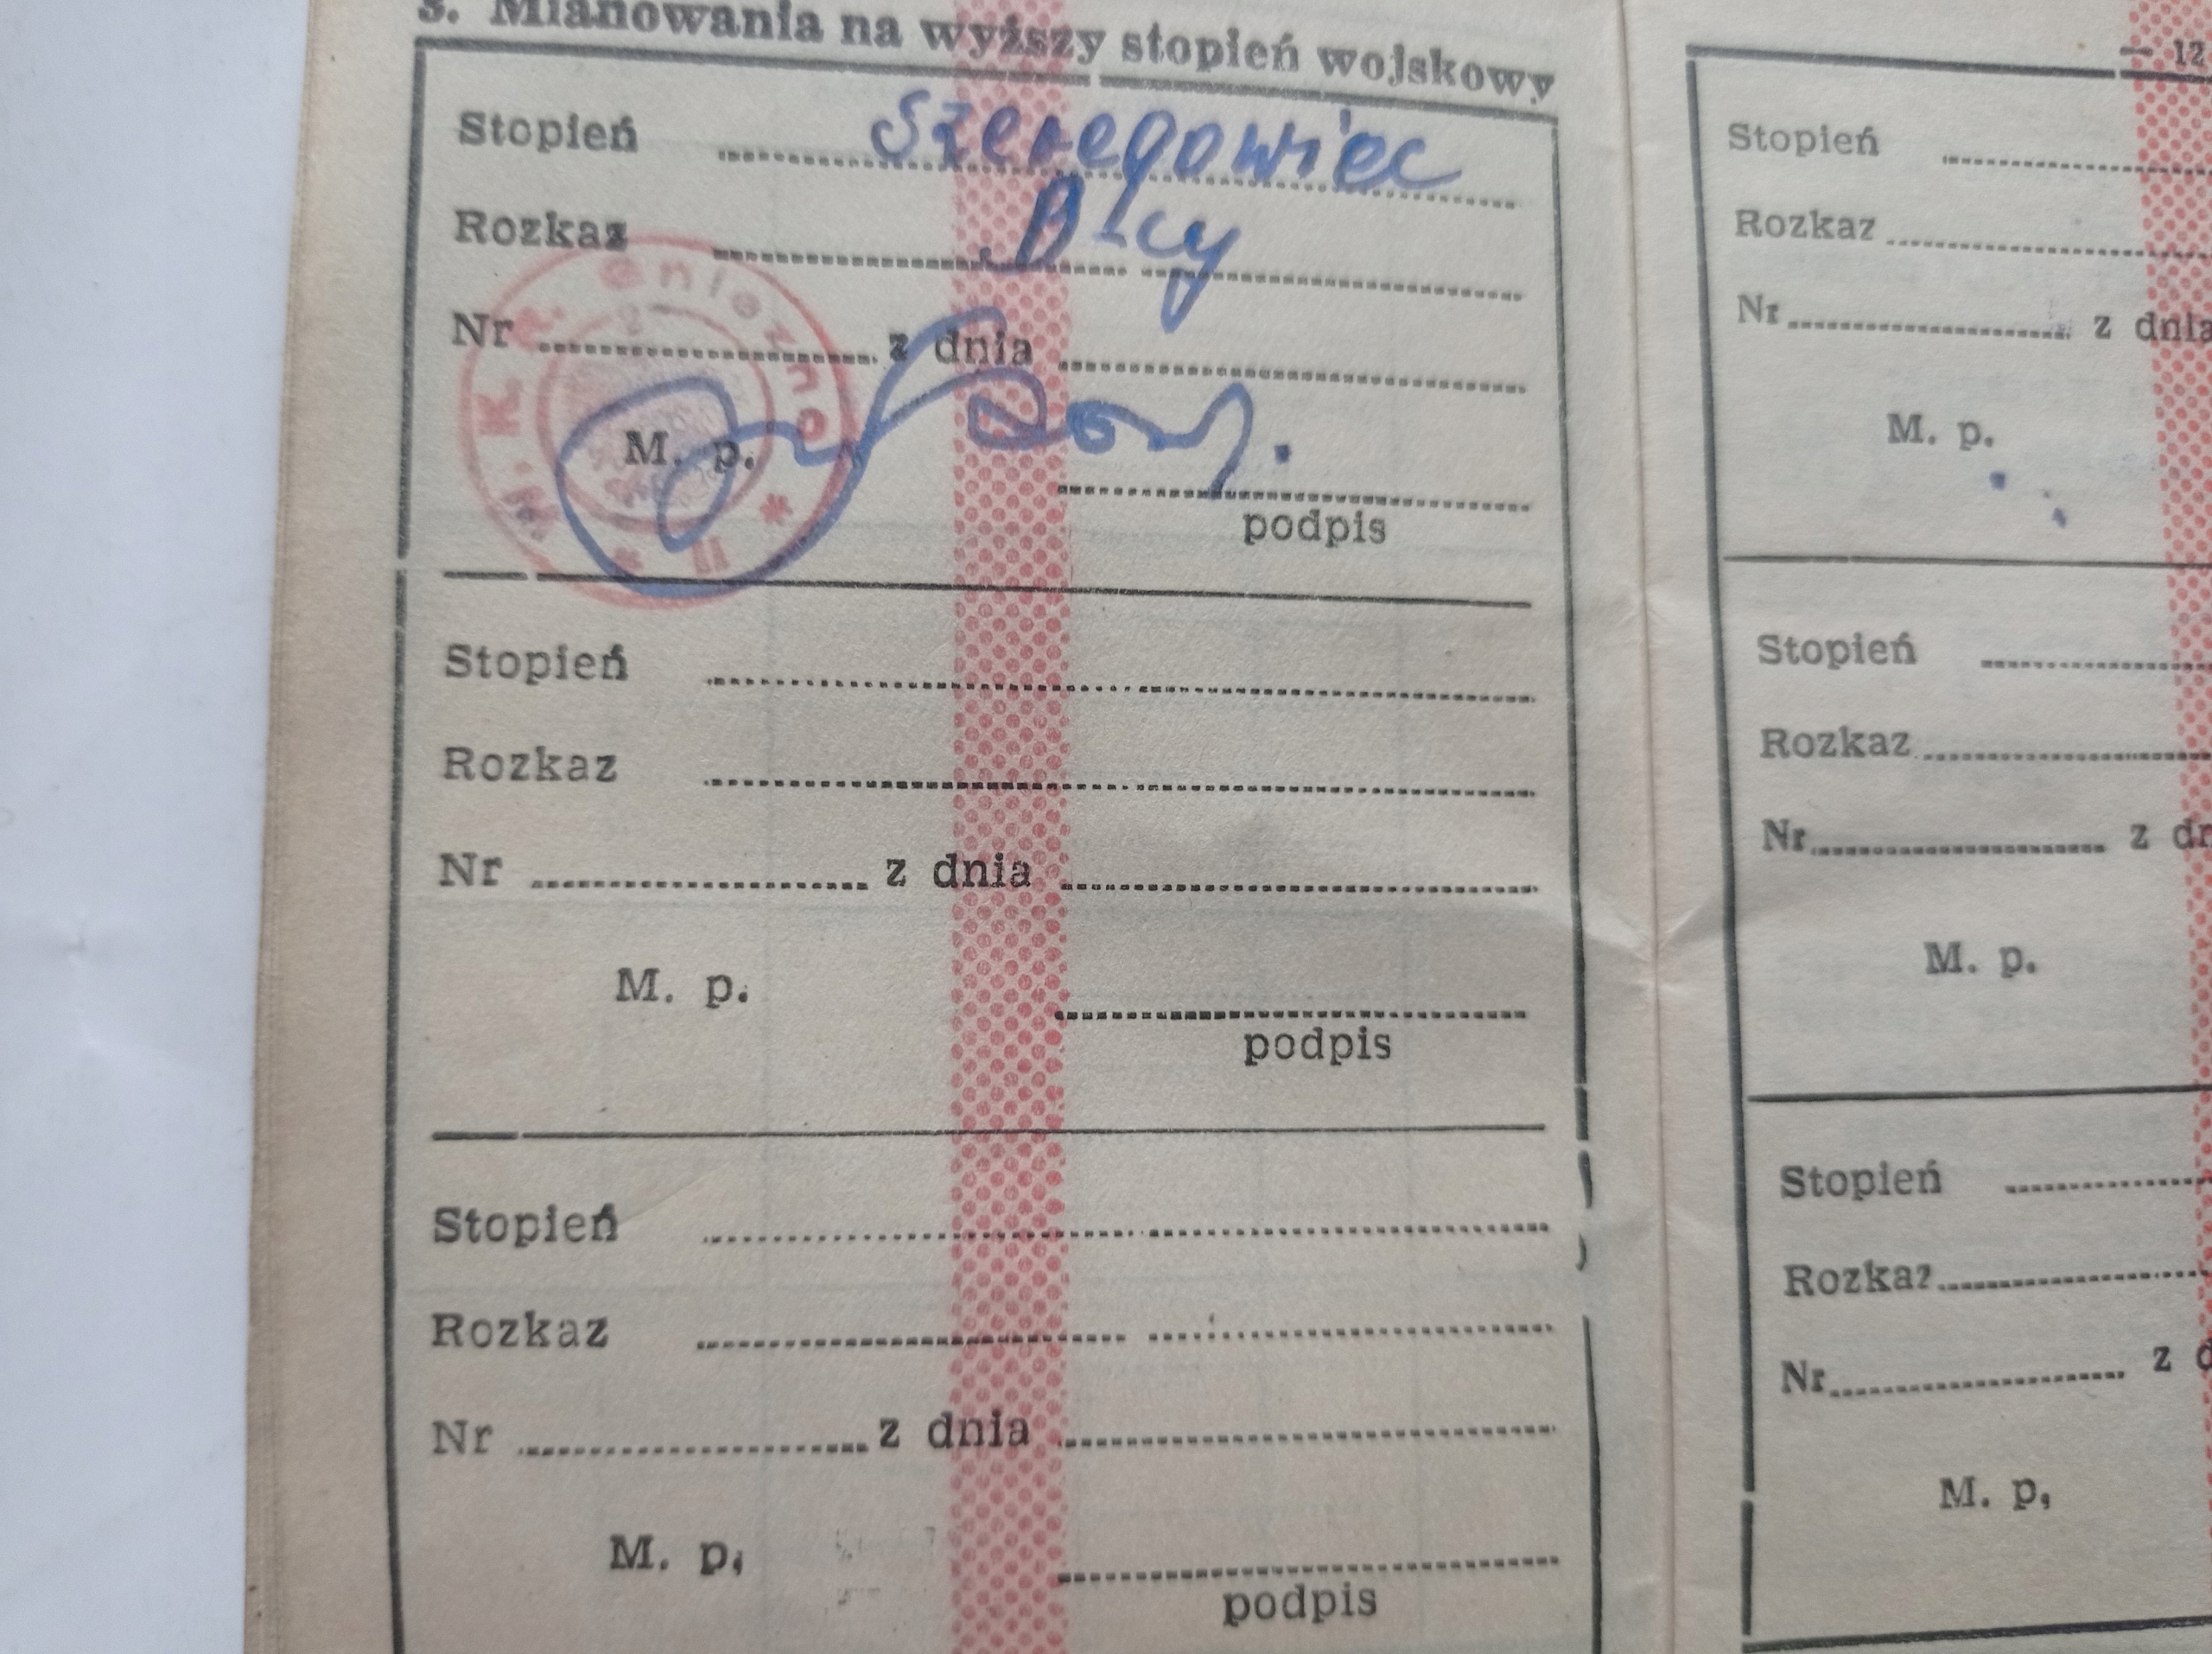 3. Mianowania na wyższy stopień wojskowy
Stopień Szeregowiec
Rozkaz
Nr z dnia
M. p.
podpis
Gniezno
Stopień
Rozkaz
Nr z dnia
M. p.
podpis
Stopień
Rozkaz
Nr z dnia
M. p.
podpis
— 12
Stopień
Rozkaz
Nr z dnia
M. p.
Stopień
Rozkaz
Nr z
M. p.
Stopień
Rozkaz
Nr z
M. p.